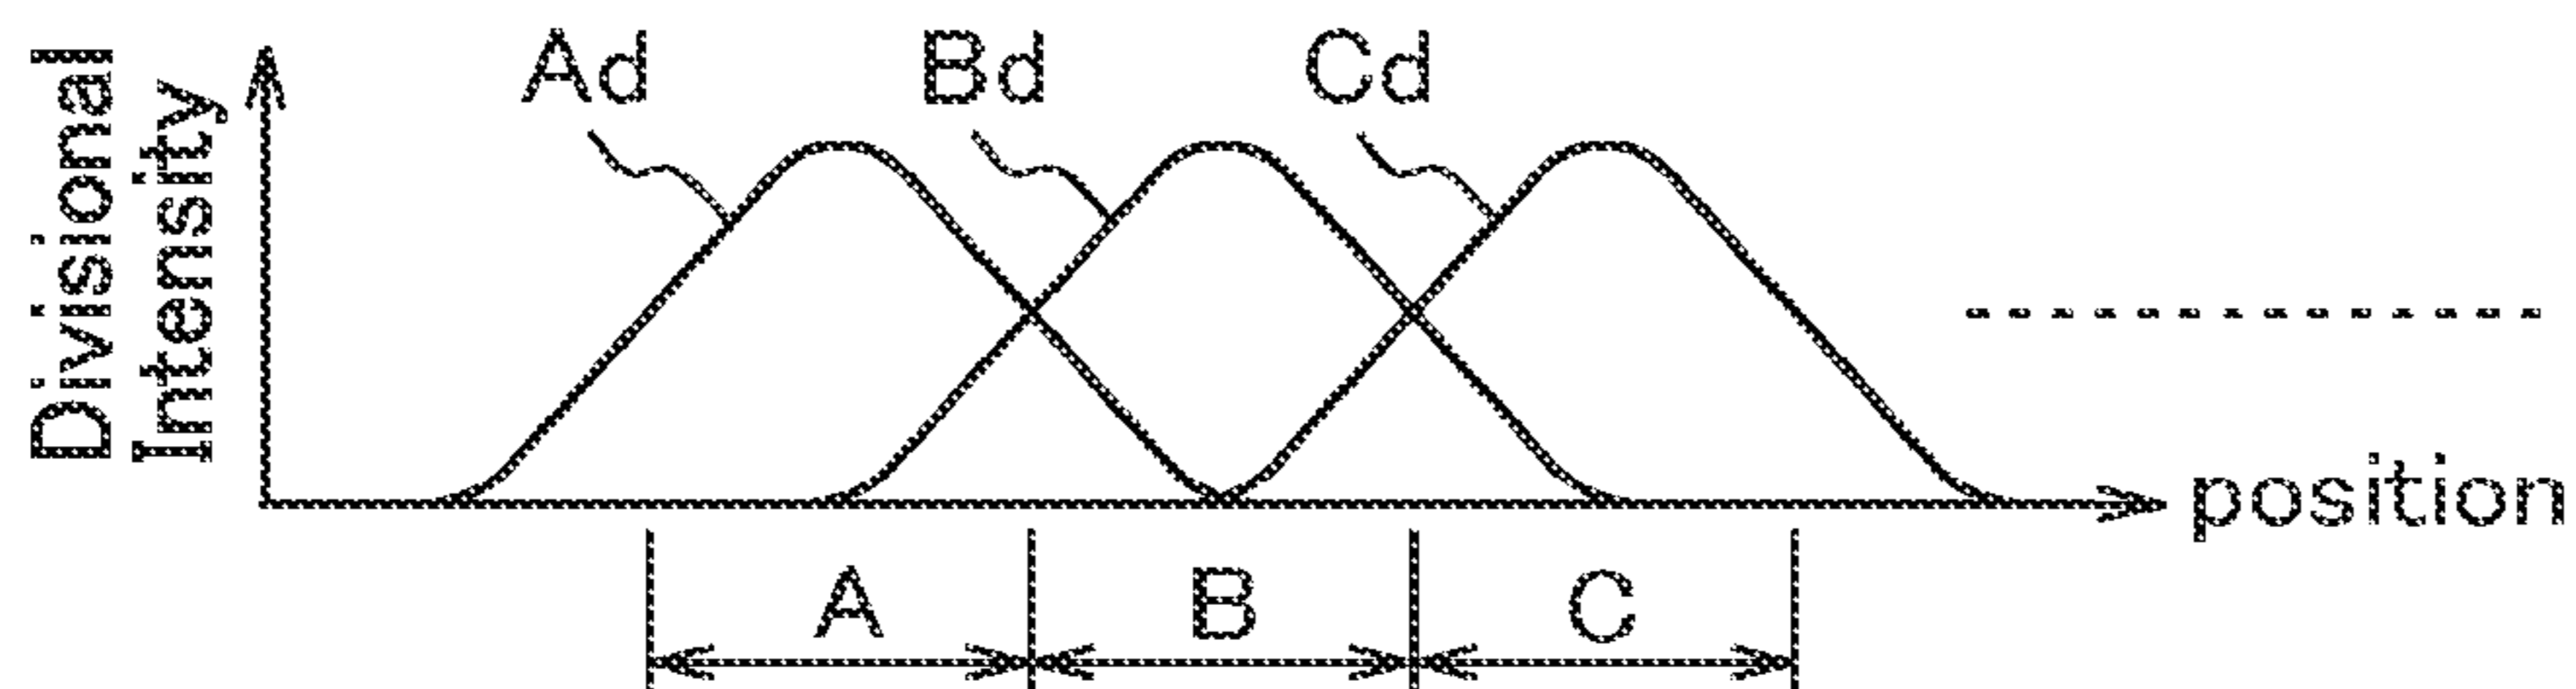 Divisional
Intensity
Ad
Bd
Cd
position
A
B
C